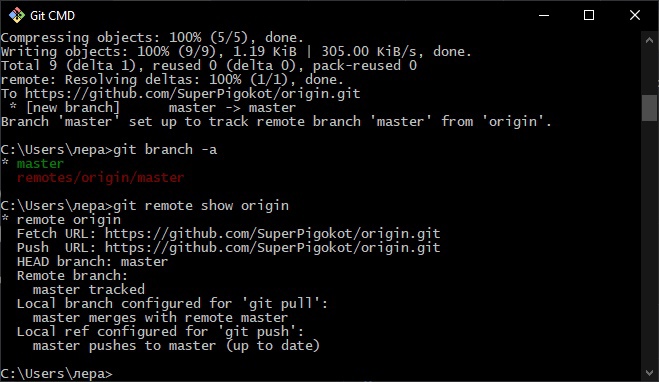 Git CMD
Compressing objects: 100% (5/5), done.
Writing objects: 100% (9/9), 1.19 KiB | 305.00 KiB/s, done.
Total 9 (delta 1), reused 0 (delta 0), pack-reused 0
remote: Resolving deltas: 100% (1/1), done.
To https://github.com/SuperPigokot/origin.git
 * [new branch]      master -> master
Branch 'master' set up to track remote branch 'master' from 'origin'.

C:\Users\лера>git branch -a
* master
  remotes/origin/master

C:\Users\лера>git remote show origin
* remote origin
  Fetch URL: https://github.com/SuperPigokot/origin.git
  Push  URL: https://github.com/SuperPigokot/origin.git
  HEAD branch: master
  Remote branch:
    master tracked
  Local branch configured for 'git pull':
    master merges with remote master
  Local ref configured for 'git push':
    master pushes to master (up to date)

C:\Users\лера>